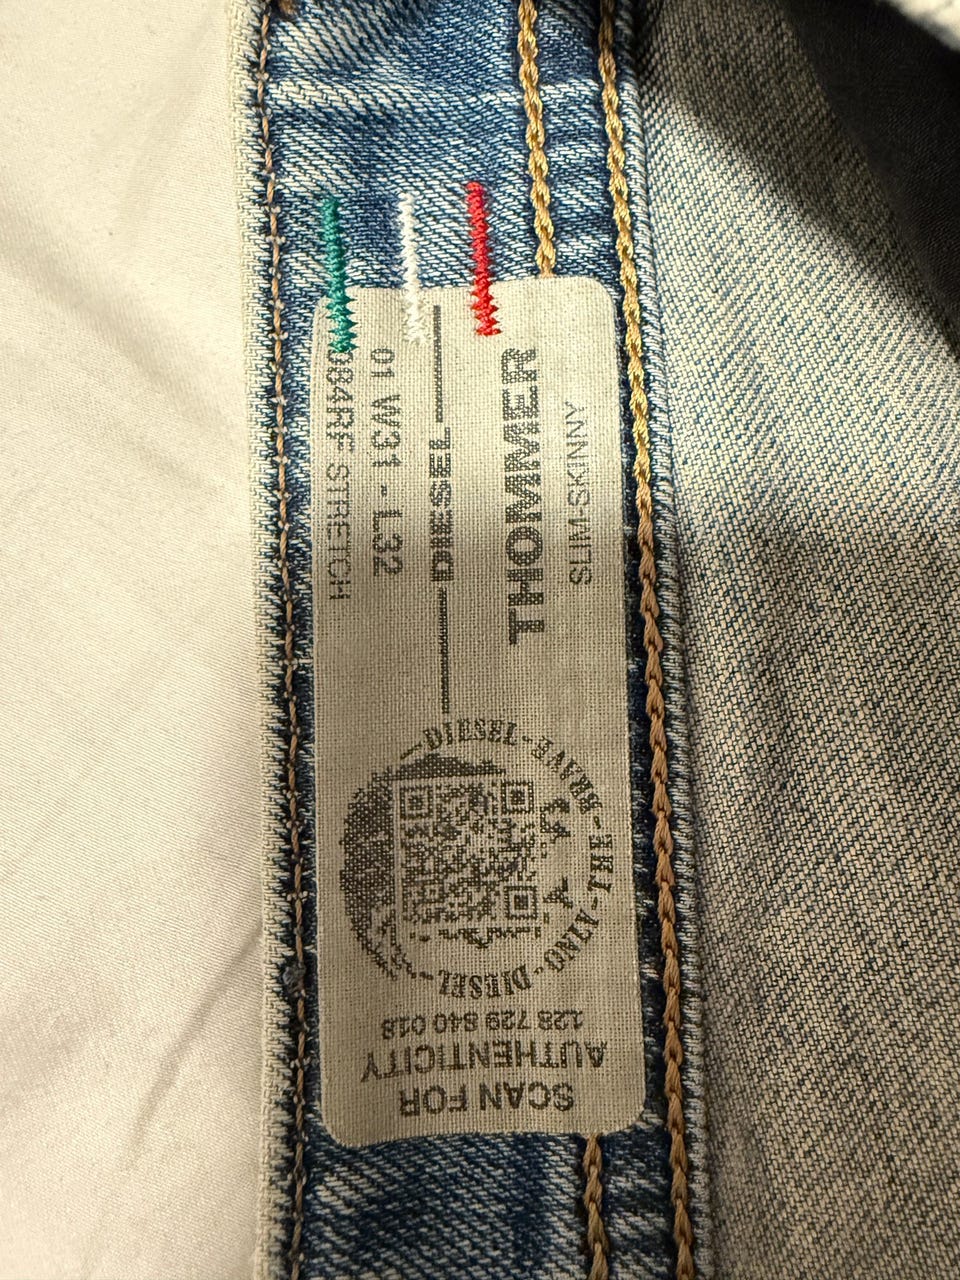 THOMMER
SLIM-SKINNY
DIESEL
01 W31 - L32
084RF STRETCH
DIESEL-ONLY-THE-BRAVE-DIESEL
SCAN FOR
AUTHENTICITY
128 729 840 018